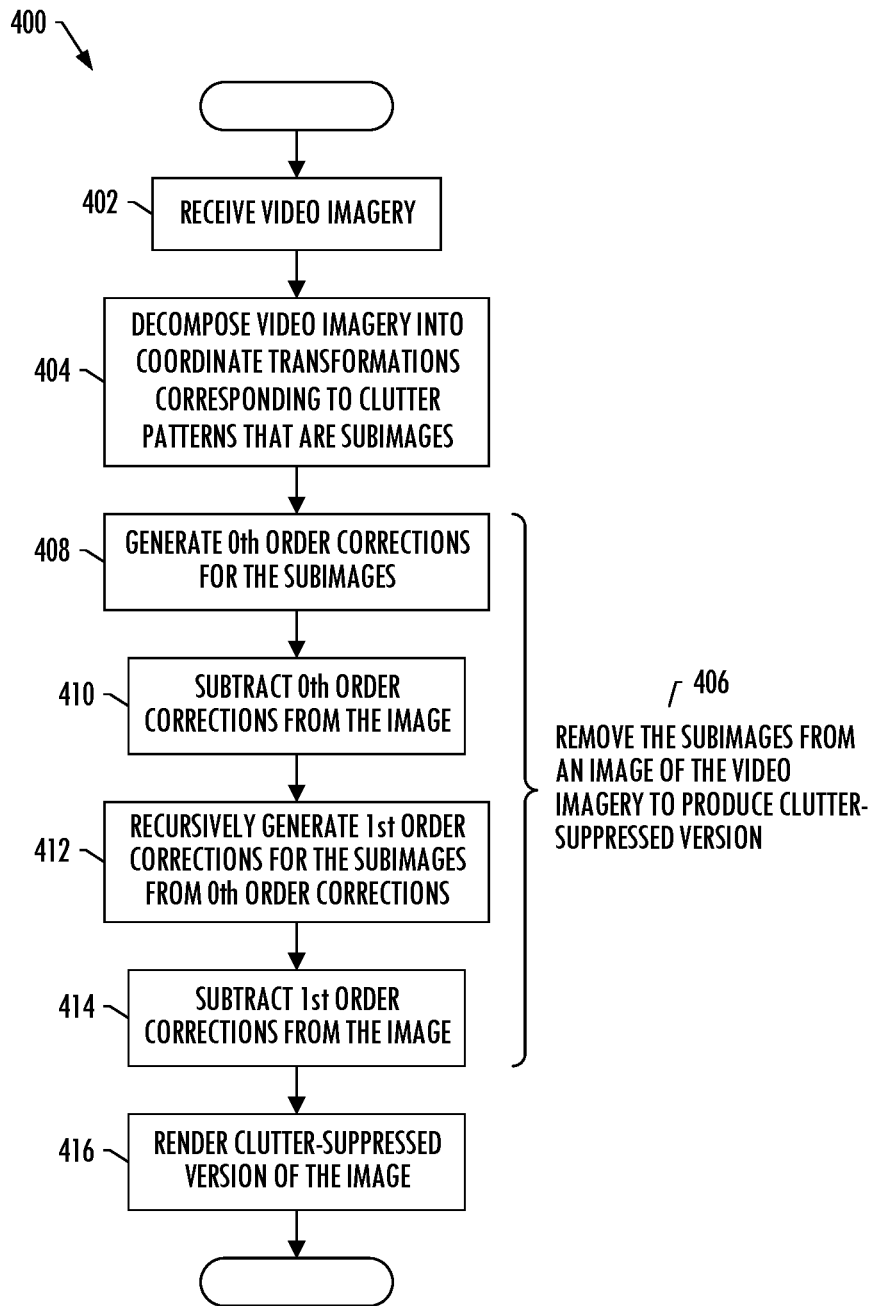 400
402
RECEIVE VIDEO IMAGERY
404
DECOMPOSE VIDEO IMAGERY INTO
COORDINATE TRANSFORMATIONS
CORRESPONDING TO CLUTTER
PATTERNS THAT ARE SUBIMAGES
408
GENERATE 0th ORDER CORRECTIONS
FOR THE SUBIMAGES
410
SUBTRACT 0th ORDER
CORRECTIONS FROM THE IMAGE
406
REMOVE THE SUBIMAGES FROM
AN IMAGE OF THE VIDEO
IMAGERY TO PRODUCE CLUTTER-
SUPPRESSED VERSION
412
RECURSIVELY GENERATE 1st ORDER
CORRECTIONS FOR THE SUBIMAGES
FROM 0th ORDER CORRECTIONS
414
SUBTRACT 1st ORDER
CORRECTIONS FROM THE IMAGE
416
RENDER CLUTTER-SUPPRESSED
VERSION OF THE IMAGE